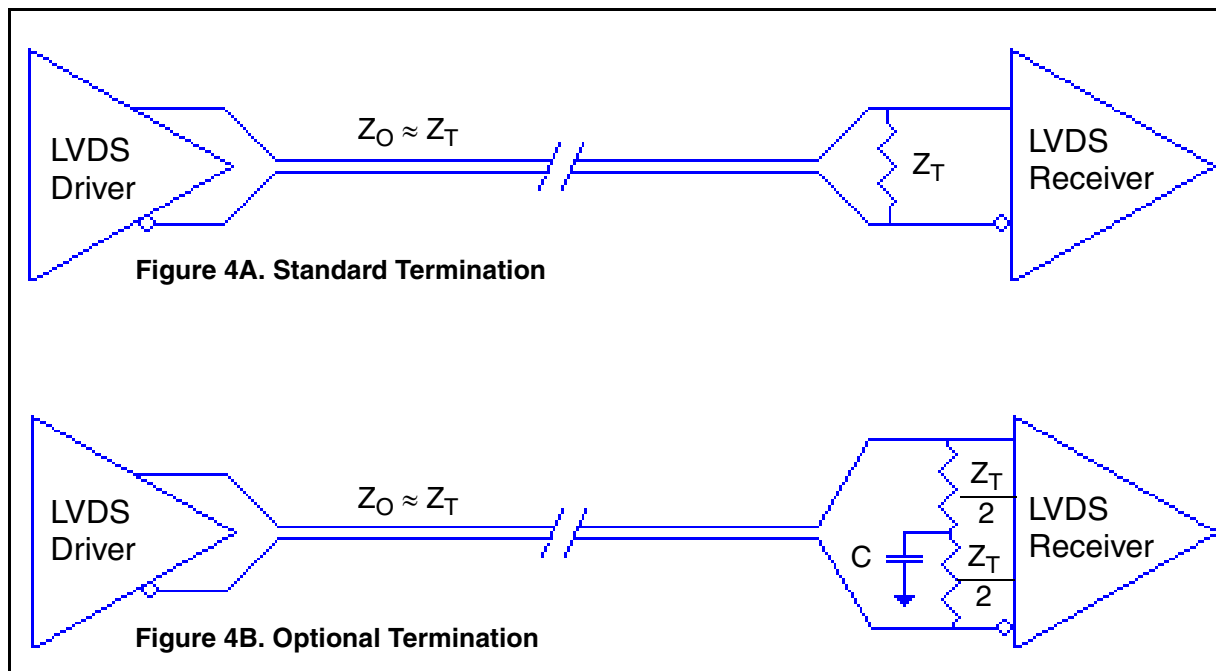 LVDS
Driver
Z_O ≈ Z_T
Z_T
LVDS
Receiver
Figure 4A. Standard Termination
LVDS
Driver
Z_O ≈ Z_T
C
Z_T
2
Z_T
2
LVDS
Receiver
Figure 4B. Optional Termination